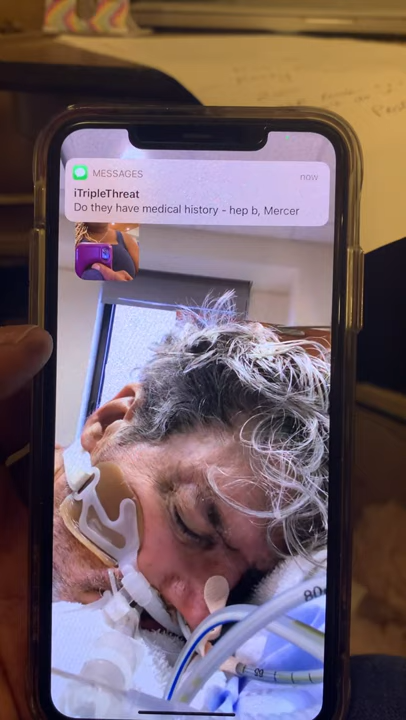 MESSAGES
now
iTripleThreat
Do they have medical history - hep b, Mercer
80